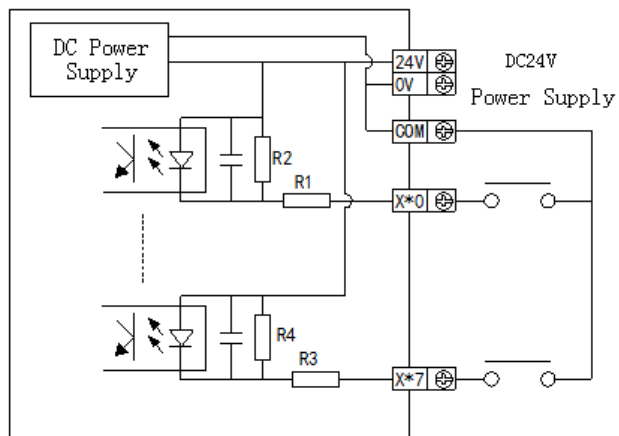 DC Power
Supply
24V
0V
COM
DC24V
Power Supply
R2
R1
X*0
R4
R3
X*7